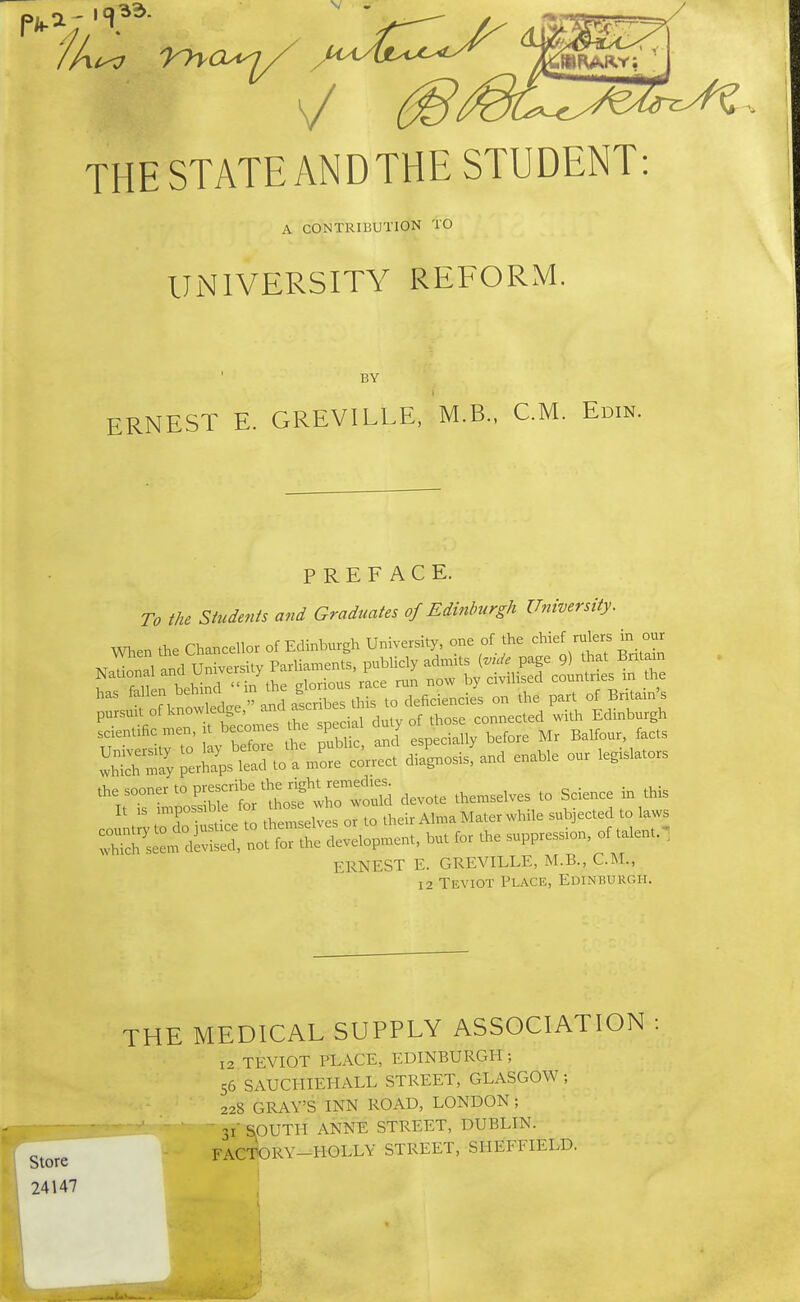 Pk.2 - 1933.
LIBRARY
THE STATE AND THE STUDENT:
A CONTRIBUTION TO
UNIVERSITY REFORM.
BY
ERNEST E. GREVILLE, M.B., C.M. EDIN.
PREFACE.
To the Students and Graduates of Edinburgh University.
When the Chancellor of Edinburgh University, one of the chief rulers in our
National and University Parliaments, publicly admits (vide page 9) that Britain
has fallen behind "in the glorious race run now by civilised countries in the
pursuit of knowledge," and ascribes this to deficiencies on the part of Britain's
scientific men, it becomes the special duty of those connected with Edinburgh
University to lay before the public, and especially before Mr Balfour, facts
which may perhaps lead to a more correct diagnosis, and enable our legislators
the sooner to prescribe the right remedies.
It is impossible for those who would devote themselves to Science in this
country to do justice to themselves or to their Alma Mater while subjected to laws
which seem devised, not for the development, but for the suppression, of talent.
ERNEST E. GREVILLE, M.B., C.M.,
12 TEVIOT PLACE, EDINBURGH.
THE MEDICAL SUPPLY ASSOCIATION:
12 TEVIOT PLACE, EDINBURGH;
56 SAUCHIEHALL STREET, GLASGOW;
228 GRAY'S INN ROAD, LONDON;
31 SOUTH ANNE STREET, DUBLIN.
FACTORY—HOLLY STREET, SHEFFIELD.
Store
24147